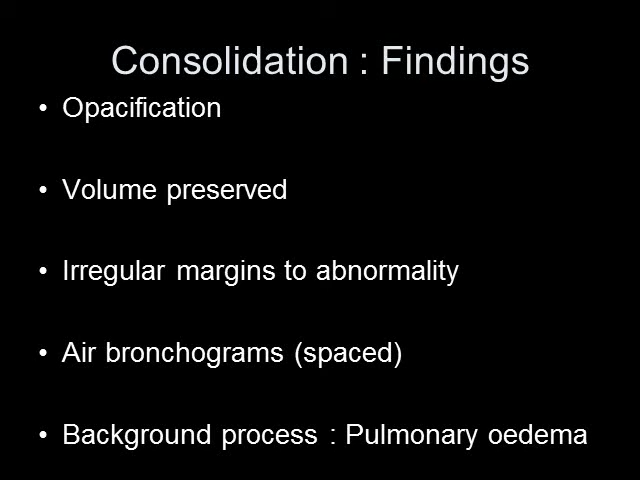 Consolidation : Findings
• Opacification
• Volume preserved
• Irregular margins to abnormality
• Air bronchograms (spaced)
• Background process : Pulmonary oedema